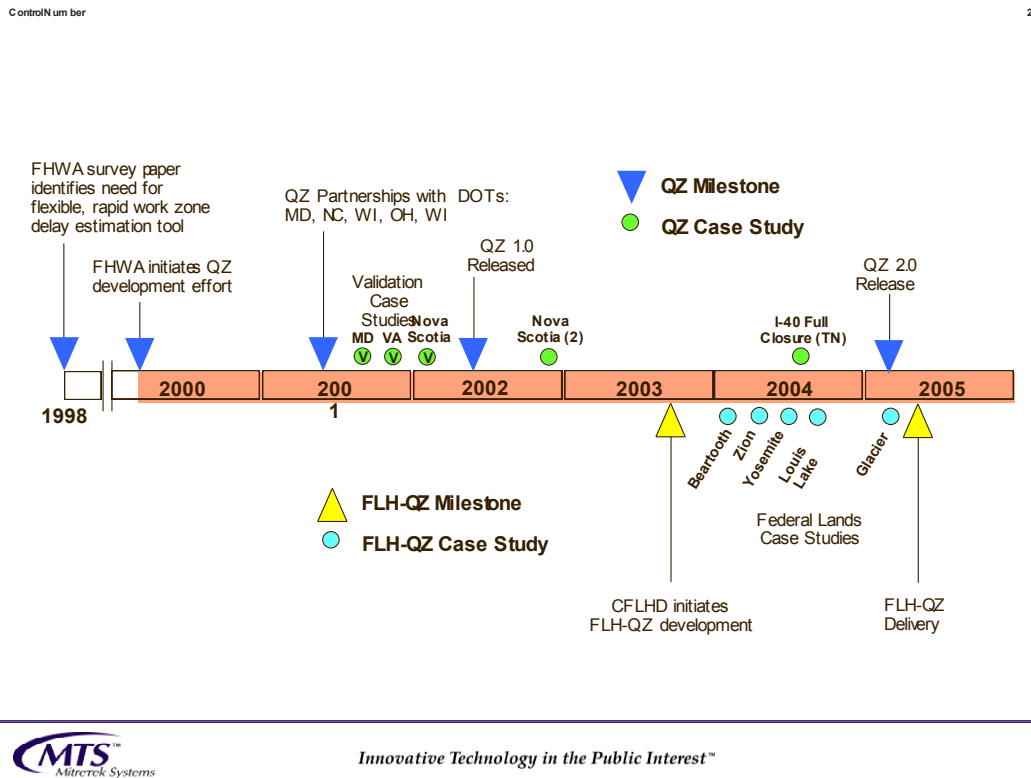 ControlNumber
2
FHWA survey paper
identifies need for
flexible, rapid work zone
delay estimation tool
FHWA initiates QZ
development effort
QZ Partnerships with DOTs:
MD, NC, WI, OH, WI
Validation
Case
Studies
MD
V
VA
V
Nova
Scotia
V
QZ 1.0
Released
Nova
Scotia (2)
QZ Milestone
QZ Case Study
I-40 Full
Closure (TN)
QZ 2.0
Release
1998
2000
200
1
2002
2003
2004
2005
Beartooth
Zion
Yosemite
Louis
Lake
Glacier
FLH-QZ Milestone
FLH-QZ Case Study
Federal Lands
Case Studies
CFLHD initiates
FLH-QZ development
FLH-QZ
Delivery
MTS™
Mitretek Systems
Innovative Technology in the Public Interest™